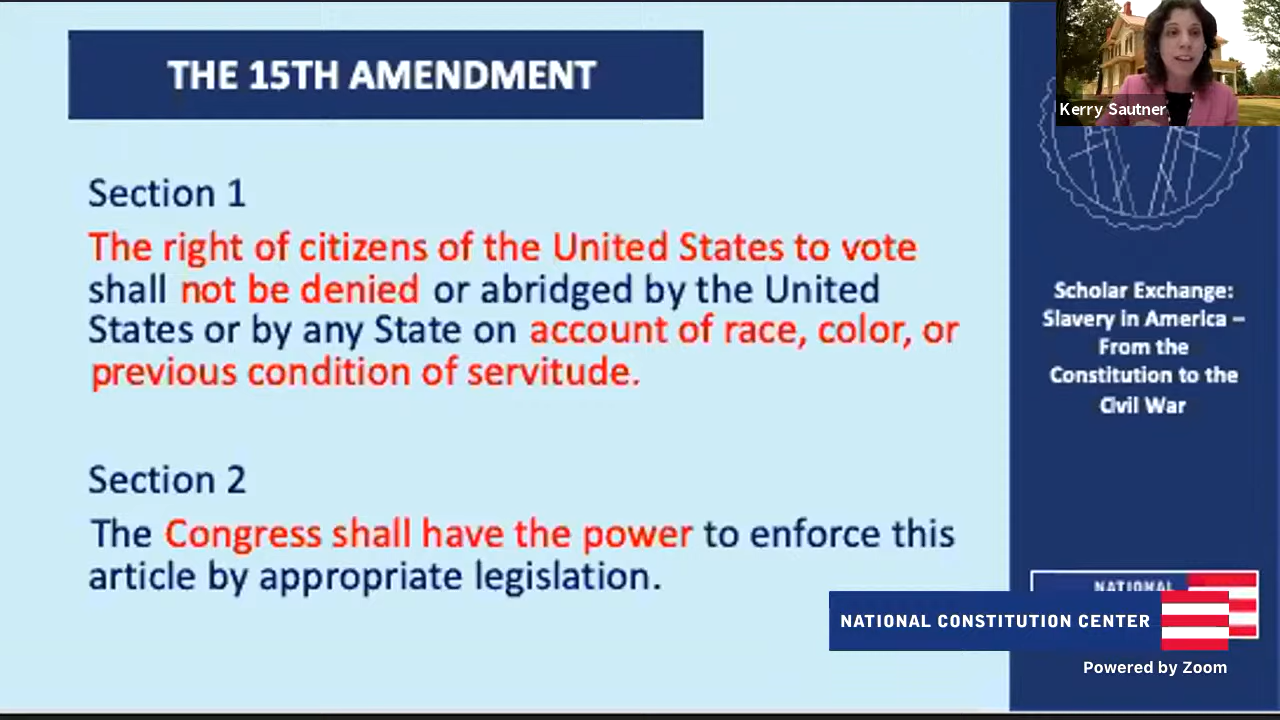 THE 15TH AMENDMENT
Section 1
The right of citizens of the United States to vote
shall not be denied or abridged by the United
States or by any State on account of race, color, or
previous condition of servitude.
Section 2
The Congress shall have the power to enforce this
article by appropriate legislation.
Kerry Sautner
Scholar Exchange:
Slavery in America –
From the
Constitution to the
Civil War
NATIONAL
NATIONAL CONSTITUTION CENTER
Powered by Zoom